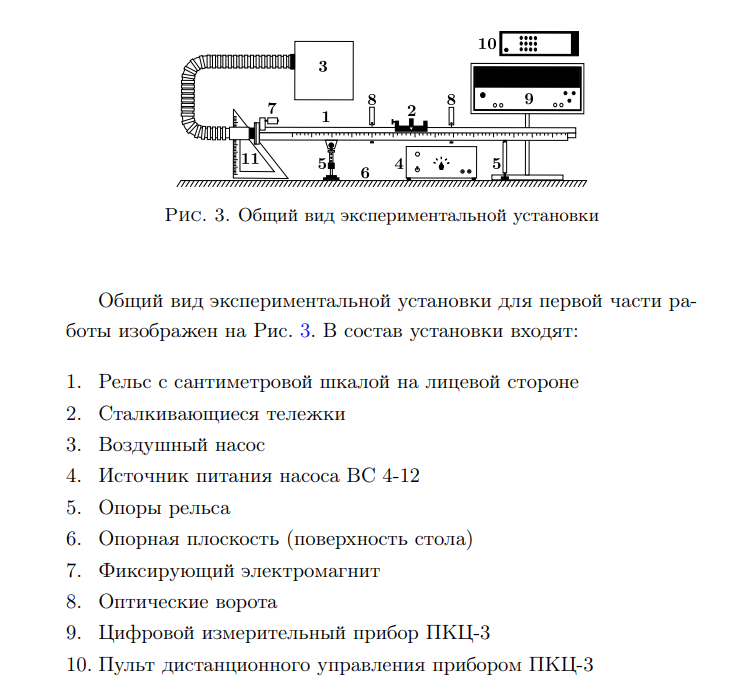 10
3
9
7
8
8
2
1
11
5
6
4
5
Рис. 3. Общий вид экспериментальной установки
Общий вид экспериментальной установки для первой части ра-
боты изображен на Рис. 3. В состав установки входят:
1. Рельс с сантиметровой шкалой на лицевой стороне
2. Сталкивающиеся тележки
3. Воздушный насос
4. Источник питания насоса ВС 4-12
5. Опоры рельса
6. Опорная плоскость (поверхность стола)
7. Фиксирующий электромагнит
8. Оптические ворота
9. Цифровой измерительный прибор ПКЦ-3
10. Пульт дистанционного управления прибором ПКЦ-3